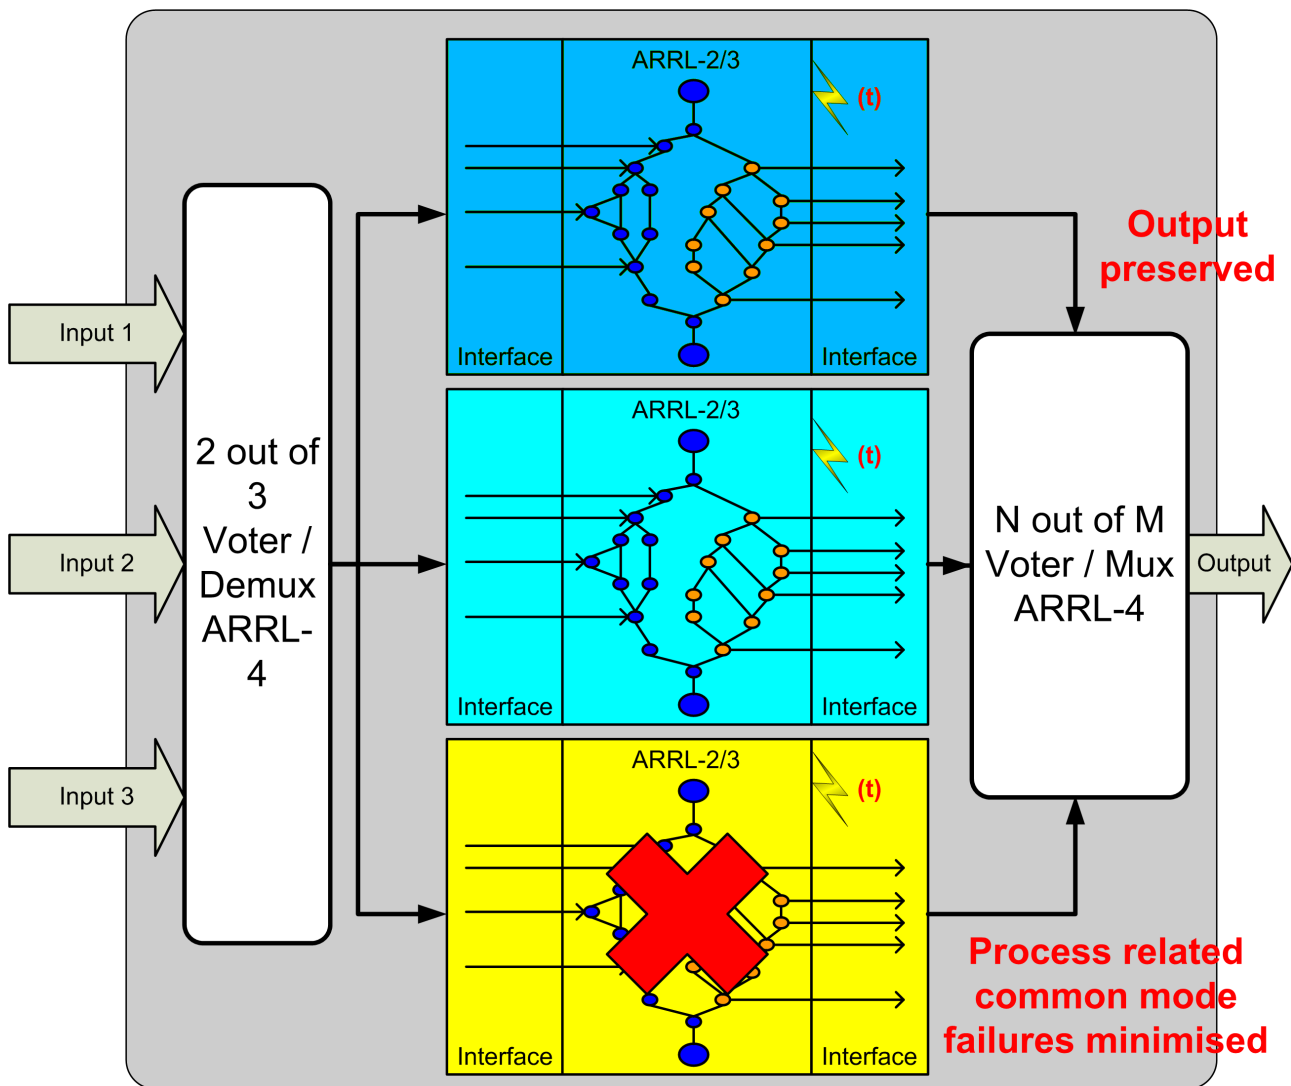 ARRL-2/3
(t)
Interface
Interface
Output
preserved
Input 1
ARRL-2/3
(t)
Interface
Interface
2 out of
3
Voter /
Demux
ARRL-
4
Input 2
N out of M
Voter / Mux
ARRL-4
Output
Input 3
ARRL-2/3
(t)
Interface
Interface
Process related
common mode
failures minimised